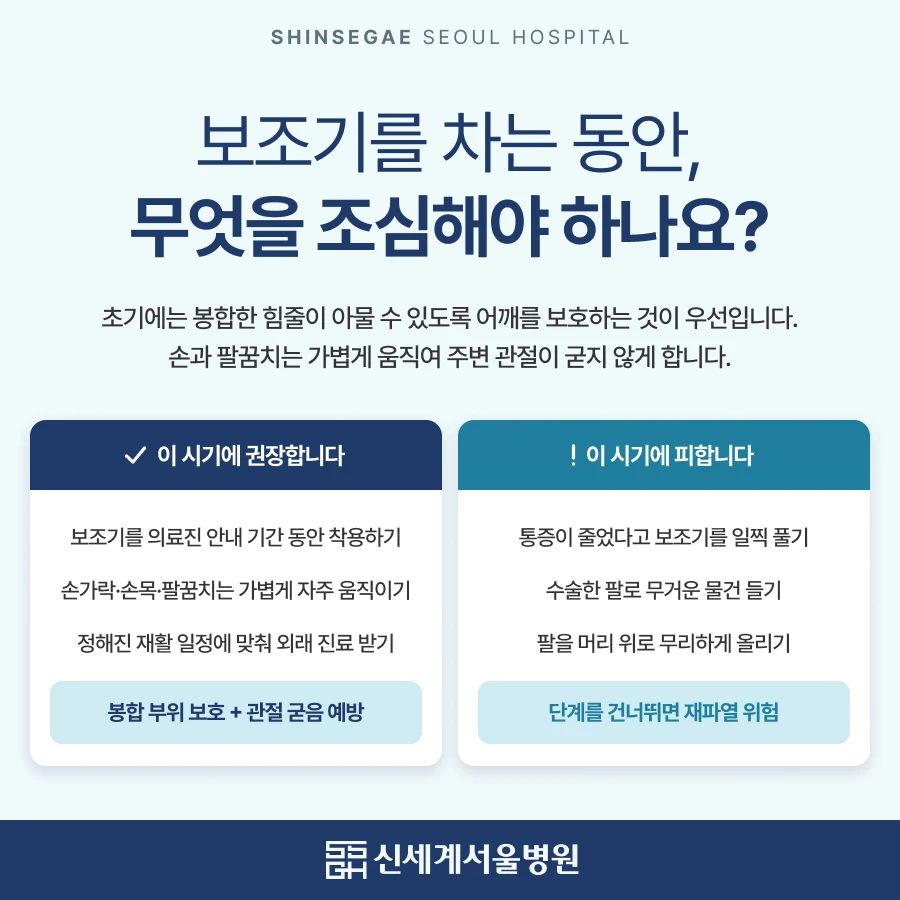 SHINSEGAE SEOUL HOSPITAL
보조기를 차는 동안,
무엇을 조심해야 하나요?
초기에는 봉합한 힘줄이 아물 수 있도록 어깨를 보호하는 것이 우선입니다.
손과 팔꿈치는 가볍게 움직여 주변 관절이 굳지 않게 합니다.
✓ 이 시기에 권장합니다
보조기를 의료진 안내 기간 동안 착용하기
손가락·손목·팔꿈치는 가볍게 자주 움직이기
정해진 재활 일정에 맞춰 외래 진료 받기
봉합 부위 보호 + 관절 굳음 예방
! 이 시기에 피합니다
통증이 줄었다고 보조기를 일찍 풀기
수술한 팔로 무거운 물건 들기
팔을 머리 위로 무리하게 올리기
단계를 건너뛰면 재파열 위험
신세계서울병원